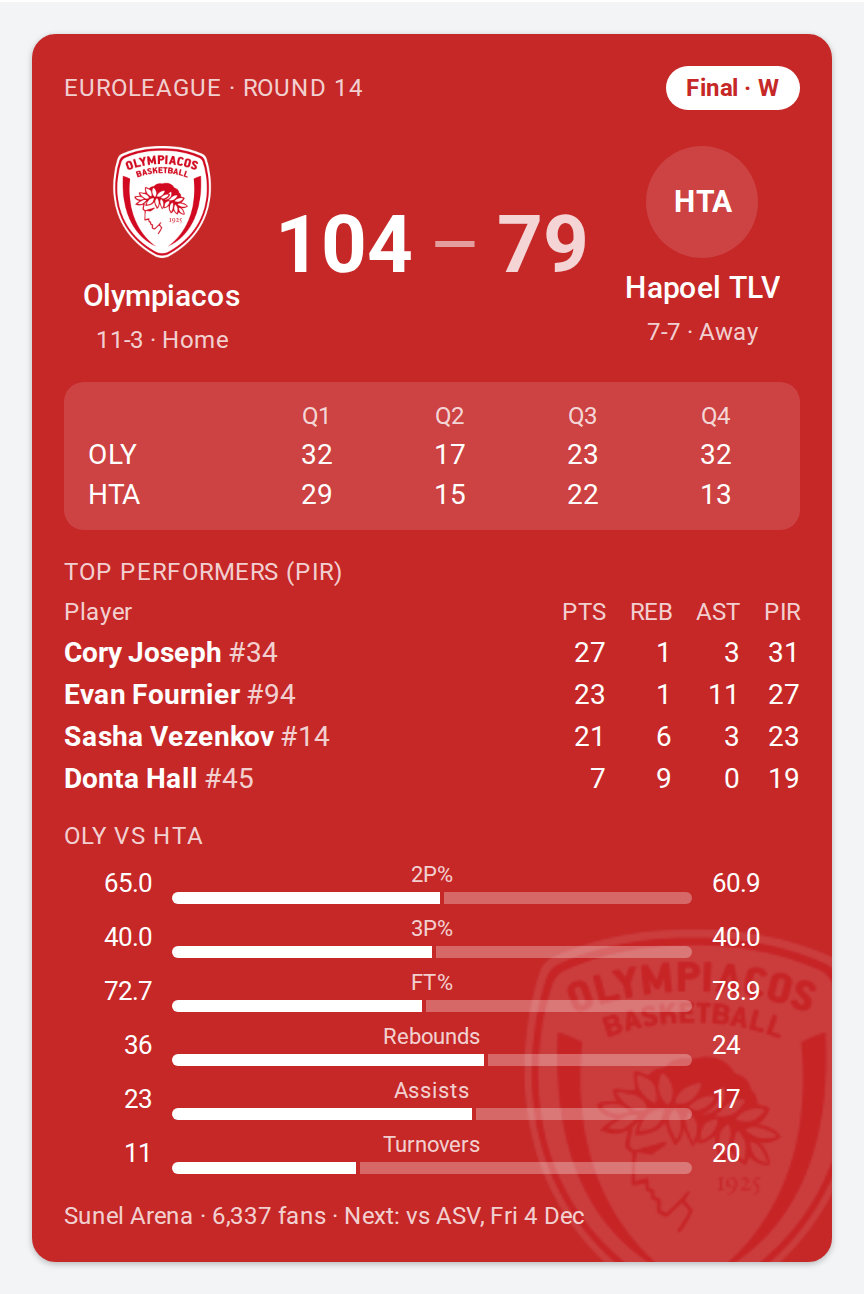 EUROLEAGUE · ROUND 14
Final · W
OLYMPIACOS
BASKETBALL
1925
HTA
104 – 79
Olympiacos
Hapoel TLV
11-3 · Home
7-7 · Away
Q1 Q2 Q3 Q4
OLY 32 17 23 32
HTA 29 15 22 13
TOP PERFORMERS (PIR)
Player PTS REB AST PIR
Cory Joseph #34 27 1 3 31
Evan Fournier #94 23 1 11 27
Sasha Vezenkov #14 21 6 3 23
Donta Hall #45 7 9 0 19
OLY VS HTA
65.0 2P% 60.9
40.0 3P% 40.0
72.7 FT% 78.9
36 Rebounds 24
23 Assists 17
11 Turnovers 20
OLYMPIACOS
BASKETBALL
1925
Sunel Arena · 6,337 fans · Next: vs ASV, Fri 4 Dec